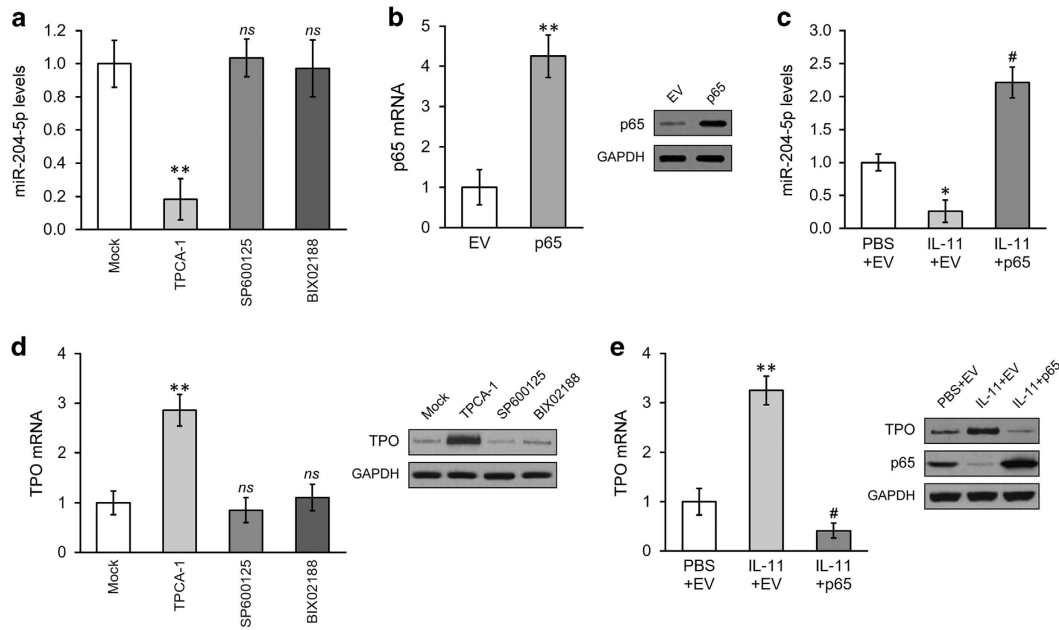 a
miR-204-5p levels
1.2
1.0
0.8
0.6
0.4
0.2
0.0
**
ns
ns
Mock
TPCA-1
SP600125
BIX02188
b
p65 mRNA
5
4
3
2
1
0
**
EV
p65
EV
p65
p65
GAPDH
c
miR-204-5p levels
3.0
2.5
2.0
1.0
0.5
0.0
*
#
PBS
+EV
IL-11
+EV
IL-11
+p65
d
TPO mRNA
4
3
2
1
0
**
ns
ns
Mock
TPCA-1
SP600125
BIX02188
Mock
TPCA-1
SP600125
BIX02188
TPO
GAPDH
e
TPO mRNA
4
3
2
1
0
**
#
PBS
+EV
IL-11
+EV
IL-11
+p65
PBS+EV
IL-11+EV
IL-11+p65
TPO
p65
GAPDH